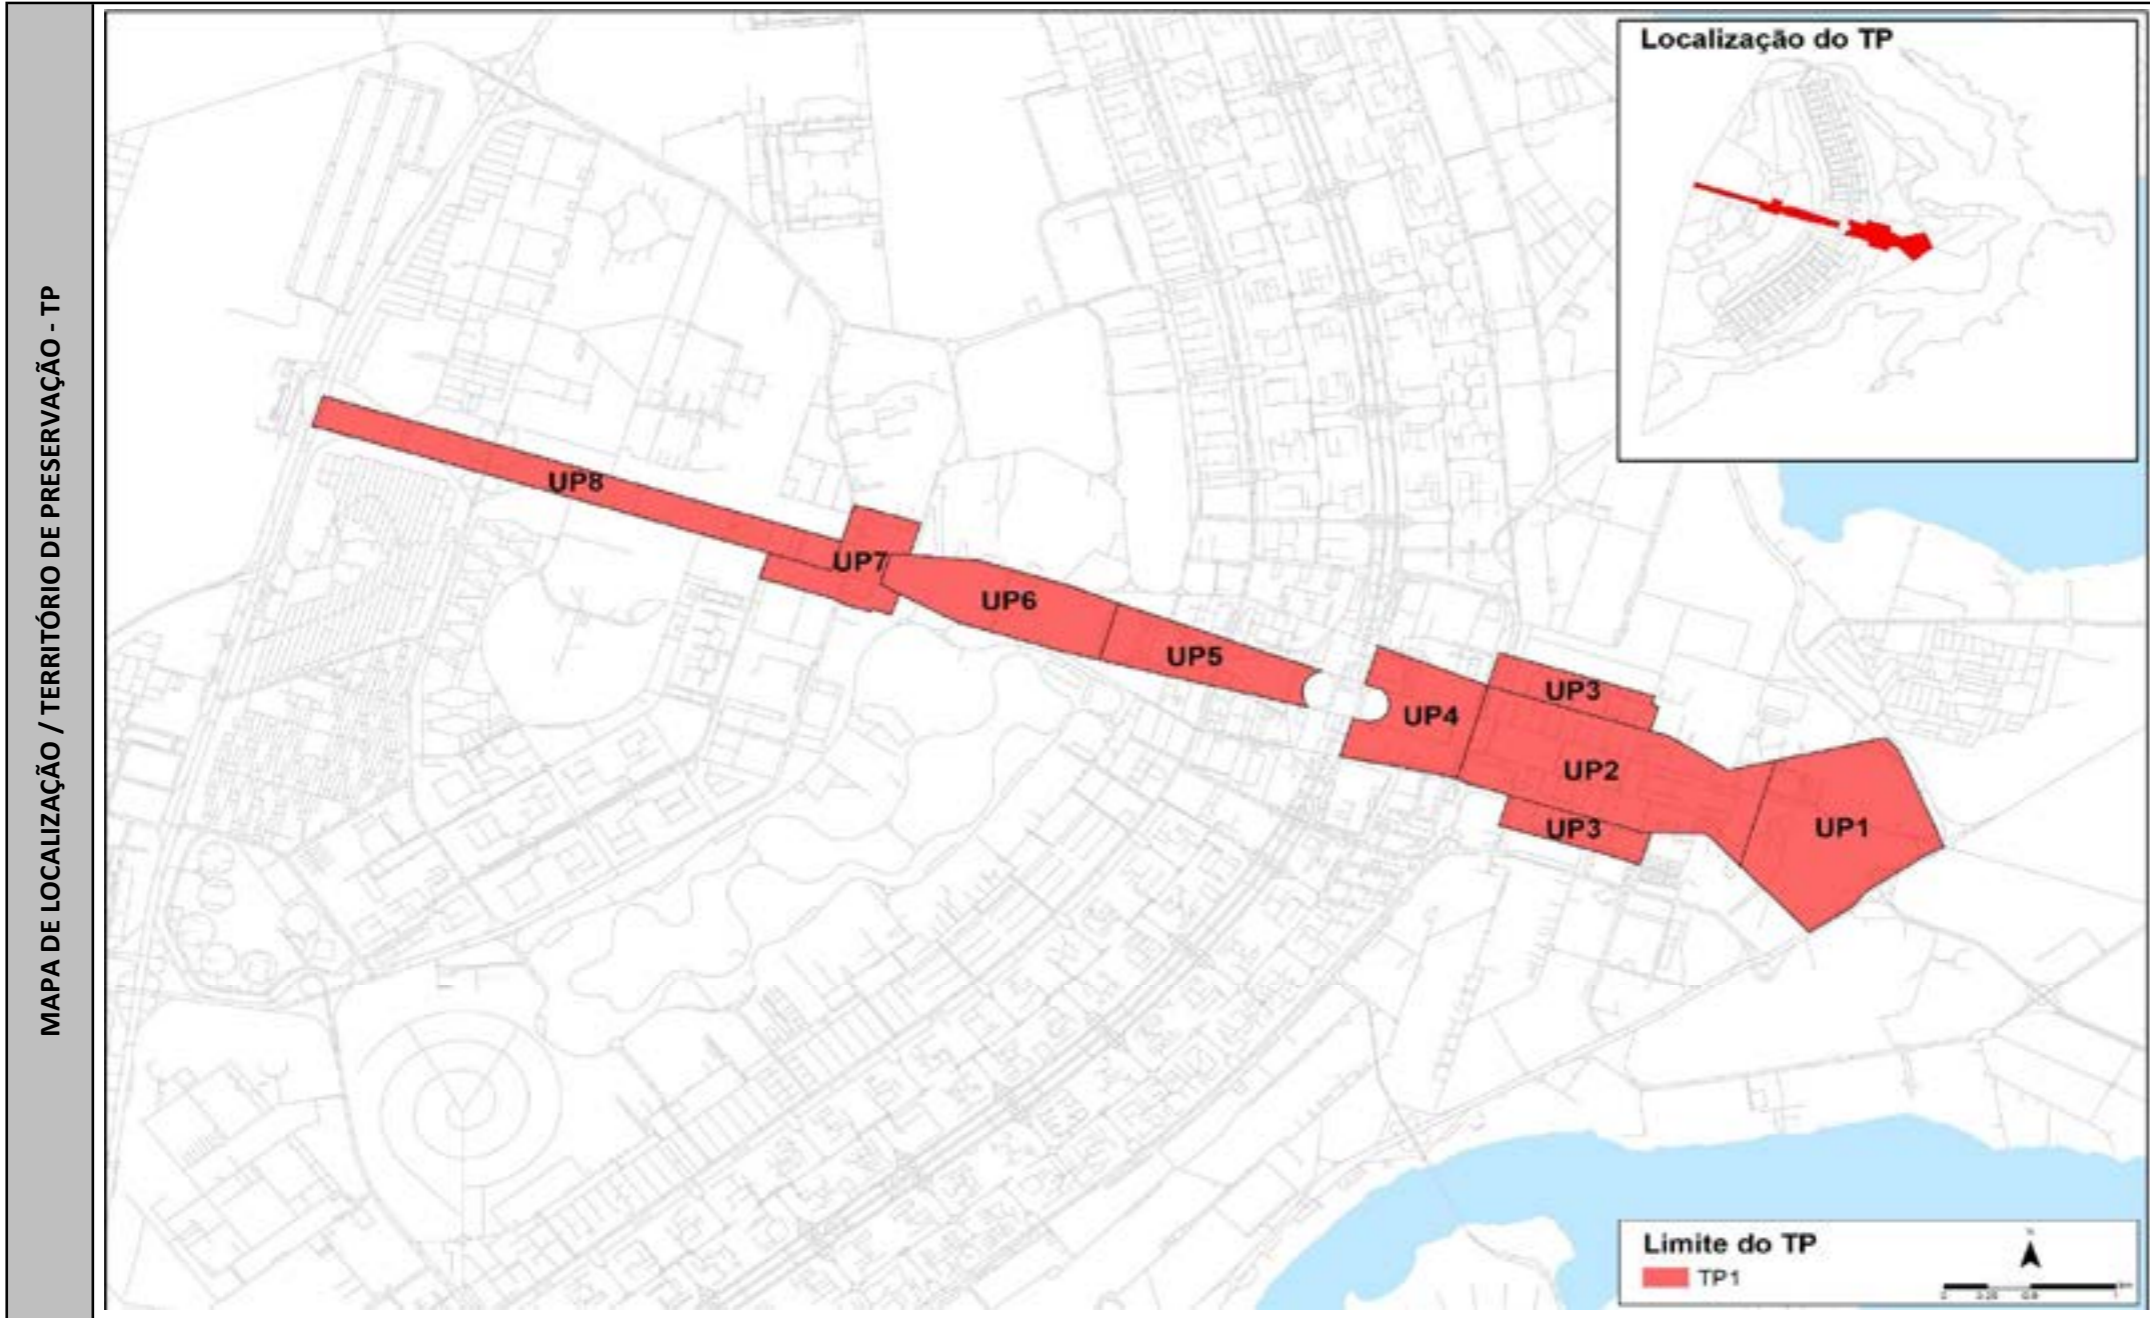 MAPA DE LOCALIZAÇÃO / TERRITÓRIO DE PRESERVAÇÃO - TP
Localização do TP
UP8
UP7
UP6
UP5
UP4
UP3
UP2
UP3
UP1
Limite do TP
TP1